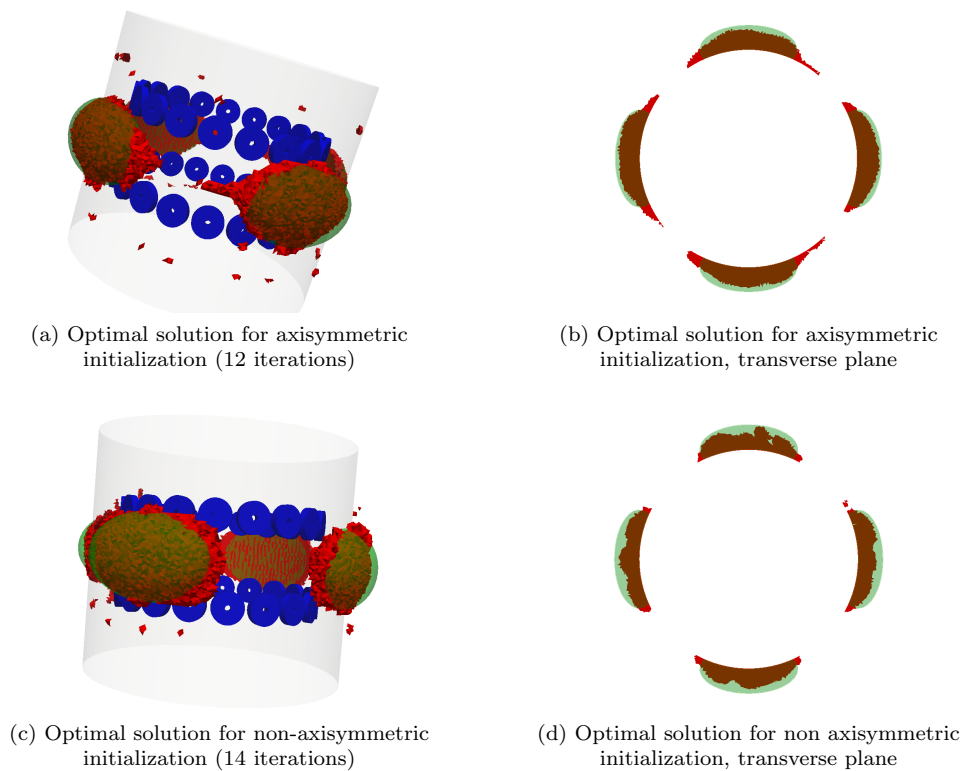 (a) Optimal solution for axisymmetric
initialization (12 iterations)
(b) Optimal solution for axisymmetric
initialization, transverse plane
(c) Optimal solution for non-axisymmetric
initialization (14 iterations)
(d) Optimal solution for non axisymmetric
initialization, transverse plane